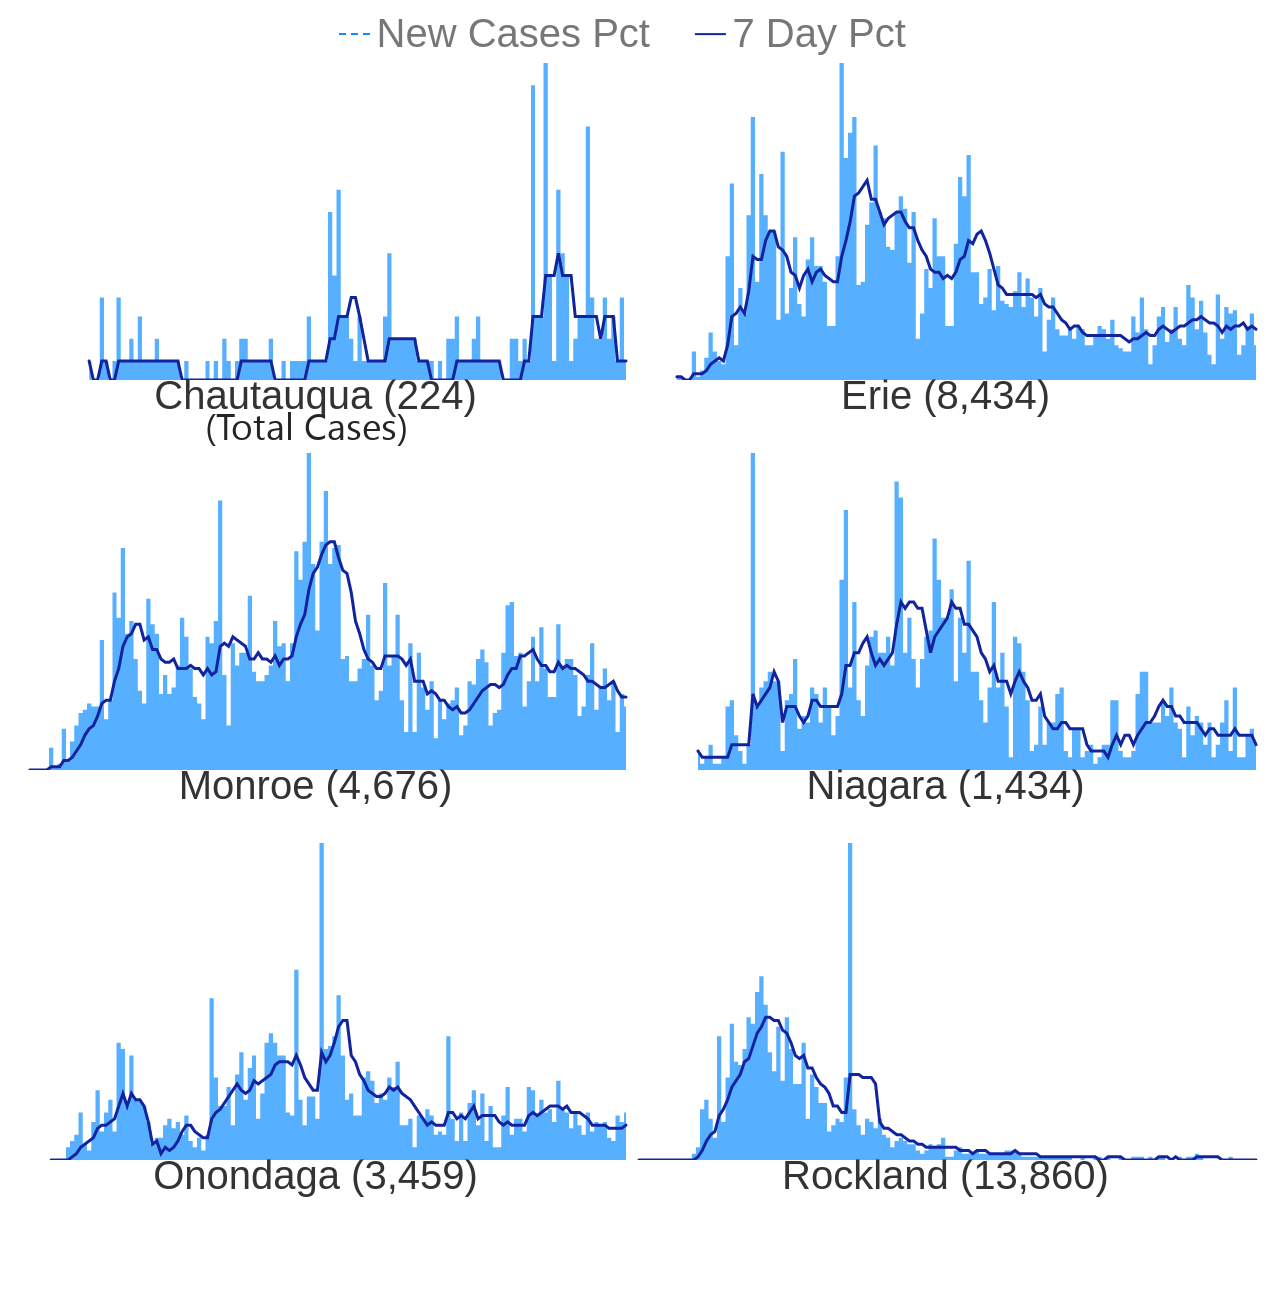 New Cases Pct 7 Day Pct
Chautauqua (224) Erie (8,434)
(Total Cases)
Monroe (4,676) Niagara (1,434)
Onondaga (3,459) Rockland (13,860)